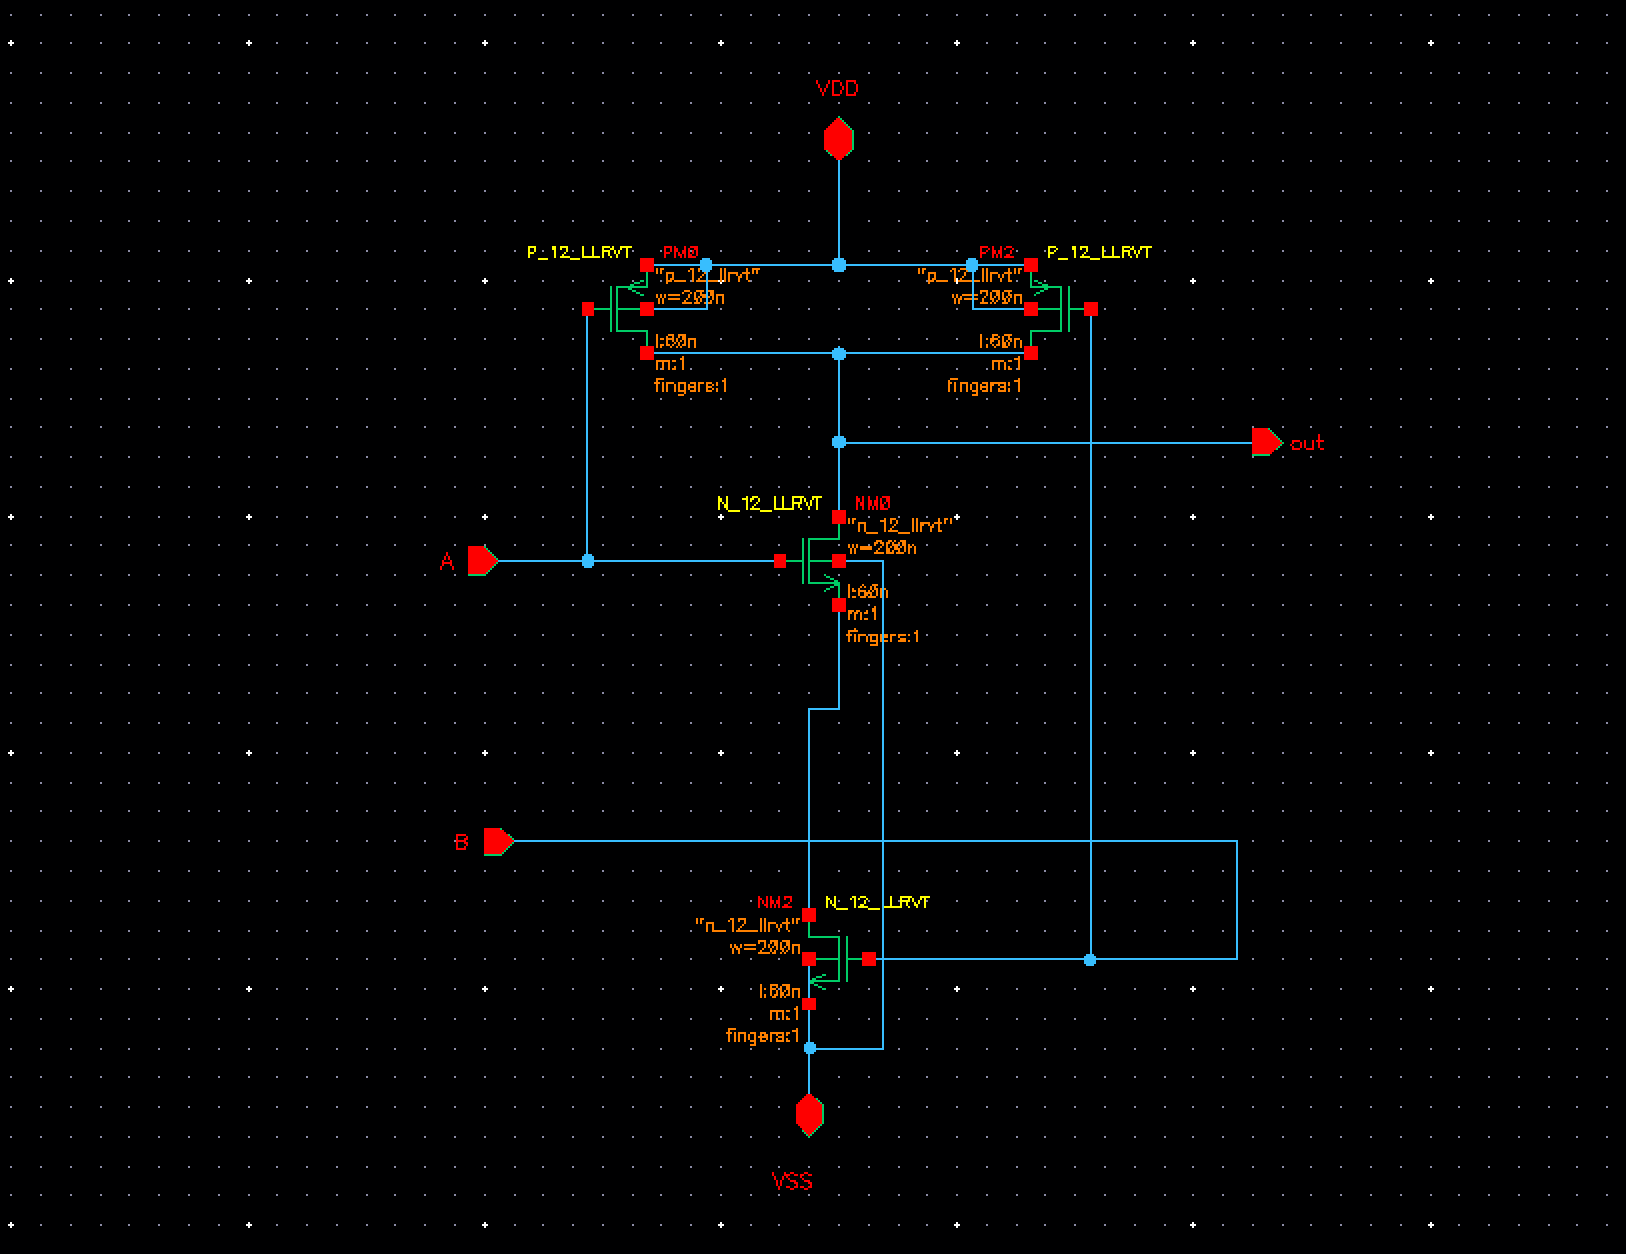 VDD
P_12_LLRVT PM0
"p_12_llrvt"
w=200n
l:60n
m:1
fingers:1
PM2 P_12_LLRVT
"p_12_llrvt"
w=200n
l:60n
m:1
fingers:1
out
N_12_LLRVT NM0
"n_12_llrvt"
w=200n
l:60n
m:1
fingers:1
A
B
NM2 N_12_LLRVT
"n_12_llrvt"
w=200n
l:60n
m:1
fingers:1
VSS